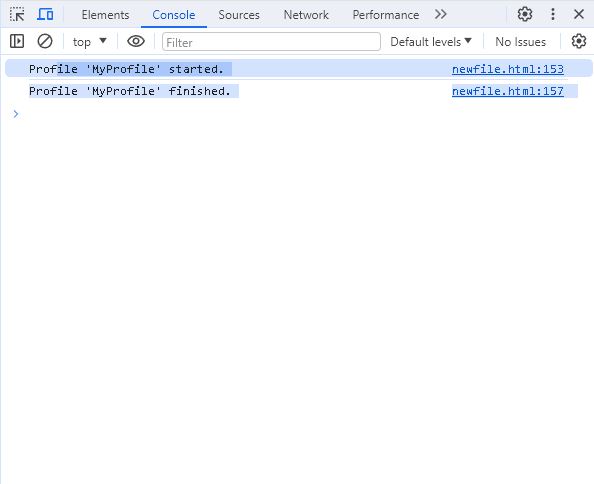 Elements Console Sources Network Performance
top Filter Default levels No Issues
Profile 'MyProfile' started. newfile.html:153
Profile 'MyProfile' finished. newfile.html:157